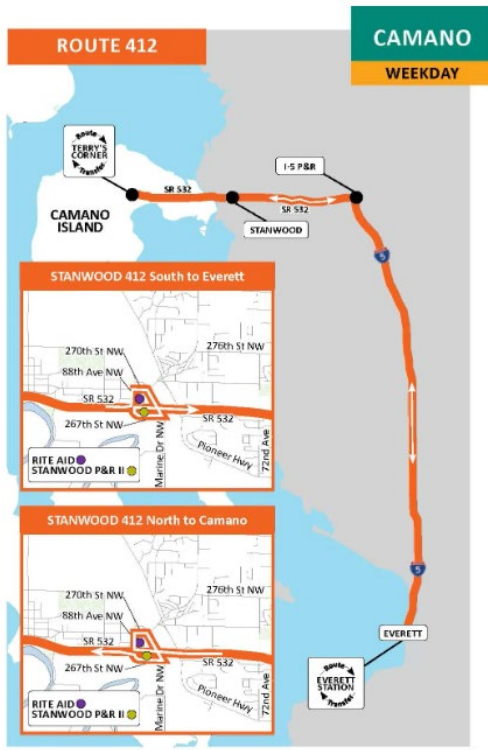 ROUTE 412
CAMANO
WEEKDAY
Route
TERRY'S
CORNER
Transfer
I-5 P&R
SR 532
SR 532
STANWOOD
CAMANO
ISLAND
5
STANWOOD 412 South to Everett
270th St NW
276th St NW
88th Ave NW
SR 532
SR 532
267th St NW
Marine Dr NW
Pioneer Hwy
72nd Ave
RITE AID
STANWOOD P&R II
STANWOOD 412 North to Camano
270th St NW
276th St NW
88th Ave NW
SR 532
SR 532
267th St NW
Marine Dr NW
Pioneer Hwy
72nd Ave
RITE AID
STANWOOD P&R II
5
EVERETT
Route
EVERETT
STATION
Transfer